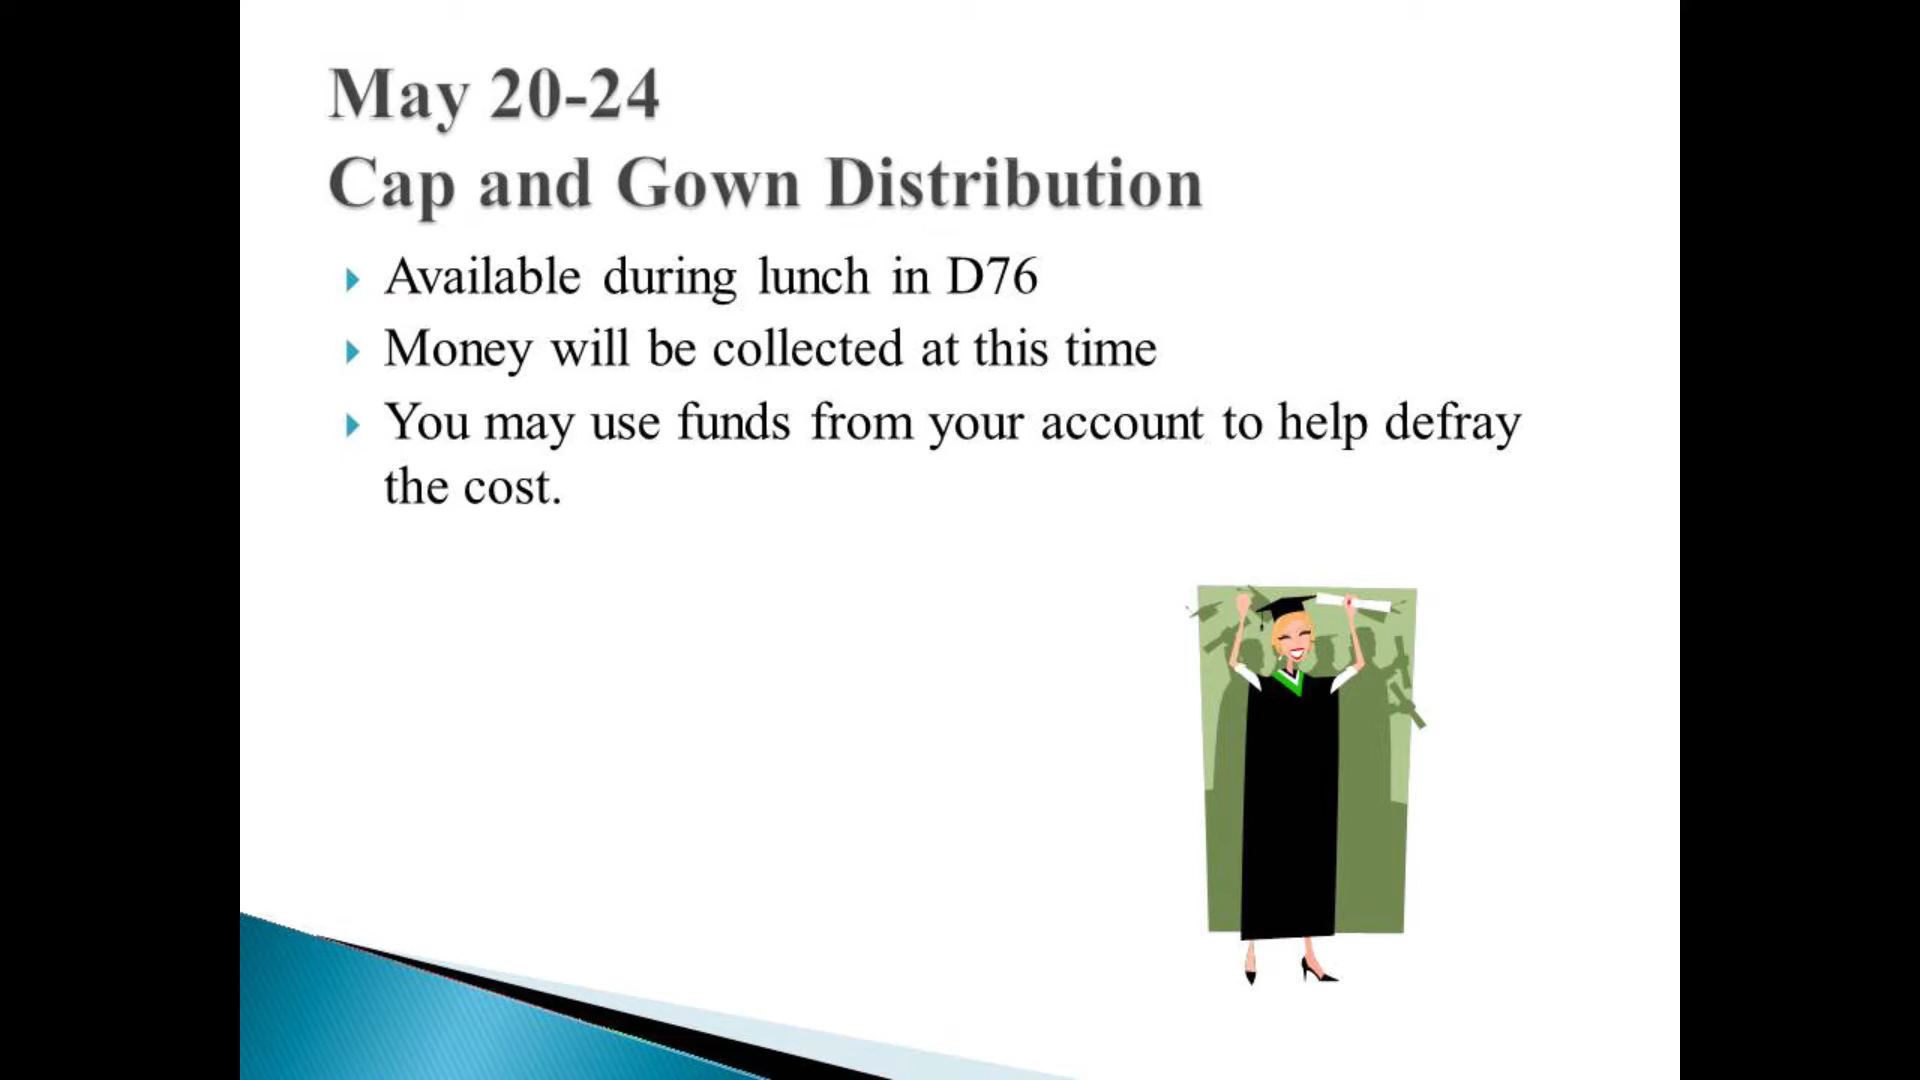 May 20-24
Cap and Gown Distribution
Available during lunch in D76
Money will be collected at this time
You may use funds from your account to help defray
the cost.